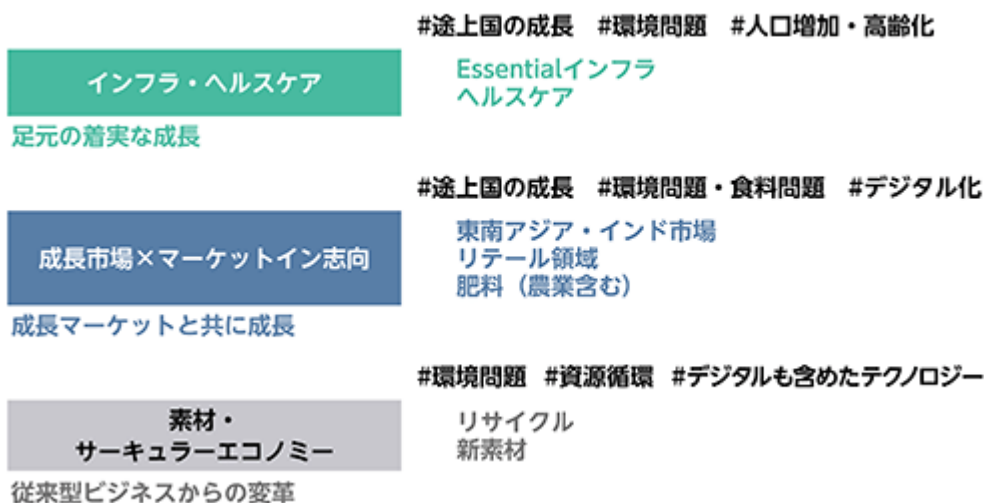 #途上国の成長 #環境問題 #人口増加・高齢化
インフラ・ヘルスケア
Essentialインフラ
ヘルスケア
足元の着実な成長
#途上国の成長 #環境問題・食料問題 #デジタル化
成長市場×マーケットイン志向
東南アジア・インド市場
リテール領域
肥料（農業含む）
成長マーケットと共に成長
#環境問題 #資源循環 #デジタルも含めたテクノロジー
素材・
サーキュラーエコノミー
リサイクル
新素材
従来型ビジネスからの変革